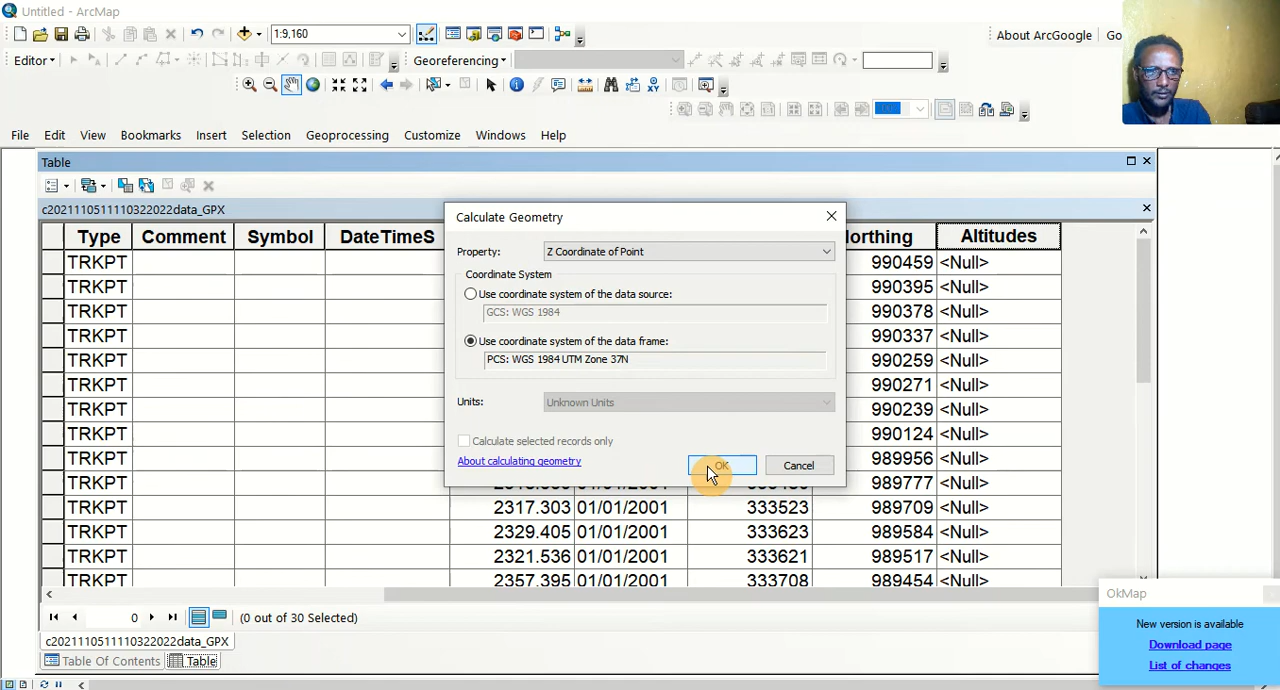 Untitled - ArcMap
1:9,160
About ArcGoogle Go
Editor Georeferencing
File Edit View Bookmarks Insert Selection Geoprocessing Customize Windows Help
Table
c2021110511110322022data_GPX
Type Comment Symbol DateTimeS orthing Altitudes
TRKPT 990459 <Null>
TRKPT 990395 <Null>
TRKPT 990378 <Null>
TRKPT 990337 <Null>
TRKPT 990259 <Null>
TRKPT 990271 <Null>
TRKPT 990239 <Null>
TRKPT 990124 <Null>
TRKPT 989956 <Null>
TRKPT 989777 <Null>
TRKPT 2317.303 01/01/2001 333523 989709 <Null>
TRKPT 2329.405 01/01/2001 333623 989584 <Null>
TRKPT 2321.536 01/01/2001 333621 989517 <Null>
TRKPT 2357.395 01/01/2001 333708 989454 <Null>
Calculate Geometry
Property: Z Coordinate of Point
Coordinate System
Use coordinate system of the data source:
GCS: WGS 1984
Use coordinate system of the data frame:
PCS: WGS 1984 UTM Zone 37N
Units: Unknown Units
Calculate selected records only
About calculating geometry
OK Cancel
0 (0 out of 30 Selected)
c2021110511110322022data_GPX
Table Of Contents Table
OkMap
New version is available
Download page
List of changes